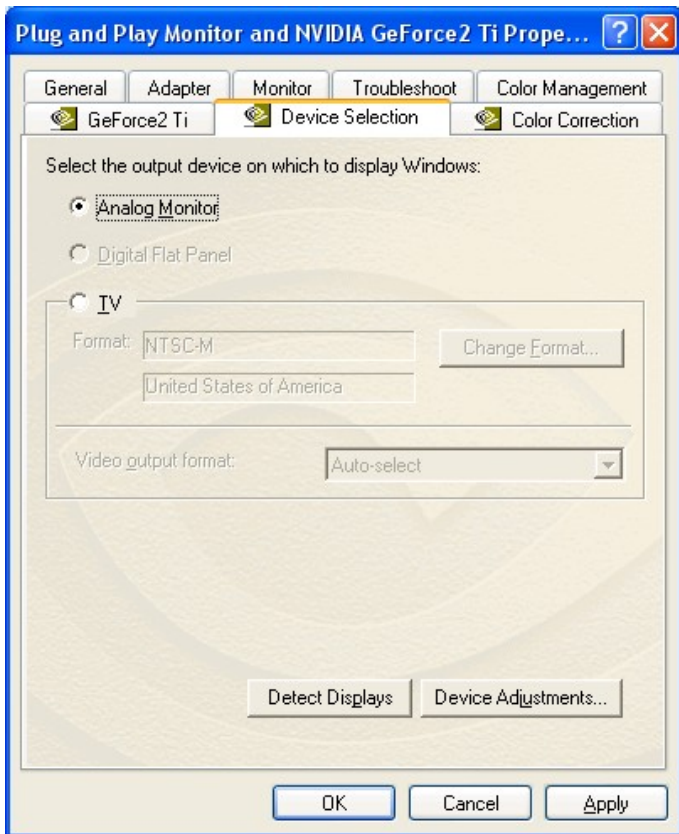 Plug and Play Monitor and NVIDIA GeForce2 Ti Prope...
General Adapter Monitor Troubleshoot Color Management
GeForce2 Ti Device Selection Color Correction
Select the output device on which to display Windows:
Analog Monitor
Digital Flat Panel
TV
Format: NTSC-M Change Format...
United States of America
Video output format: Auto-select
Detect Displays Device Adjustments...
OK Cancel Apply